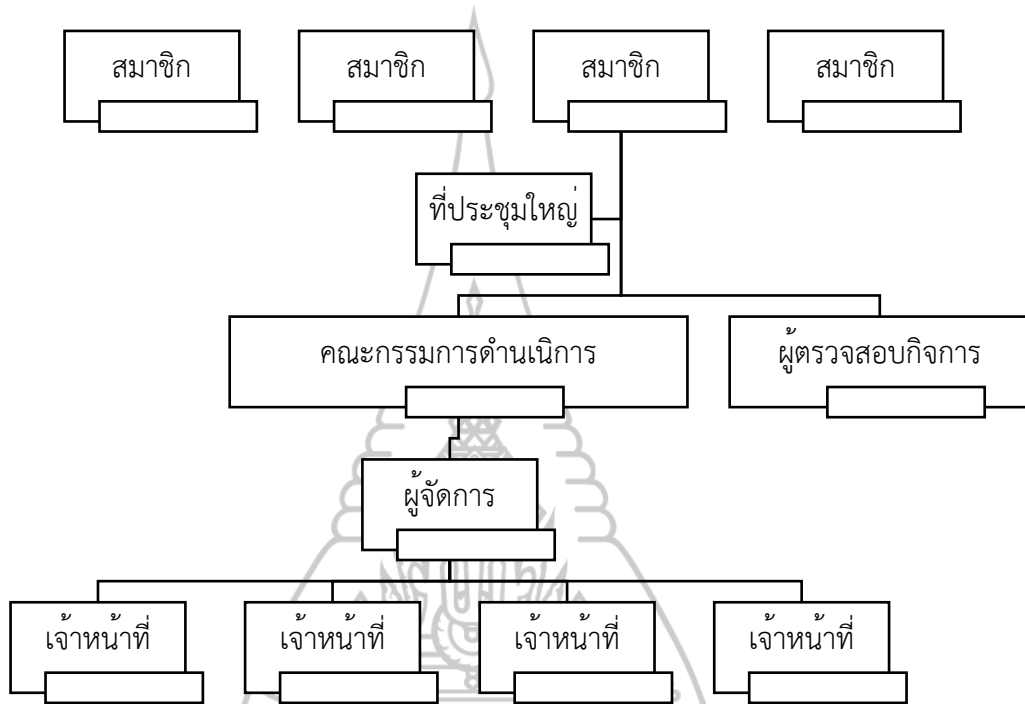 สมาชิก
สมาชิก
สมาชิก
สมาชิก
ที่ประชุมใหญ่
คณะกรรมการดำนเนิการ
ผู้ตรวจสอบกิจการ
ผู้จัดการ
เจ้าหน้าที่
เจ้าหน้าที่
เจ้าหน้าที่
เจ้าหน้าที่